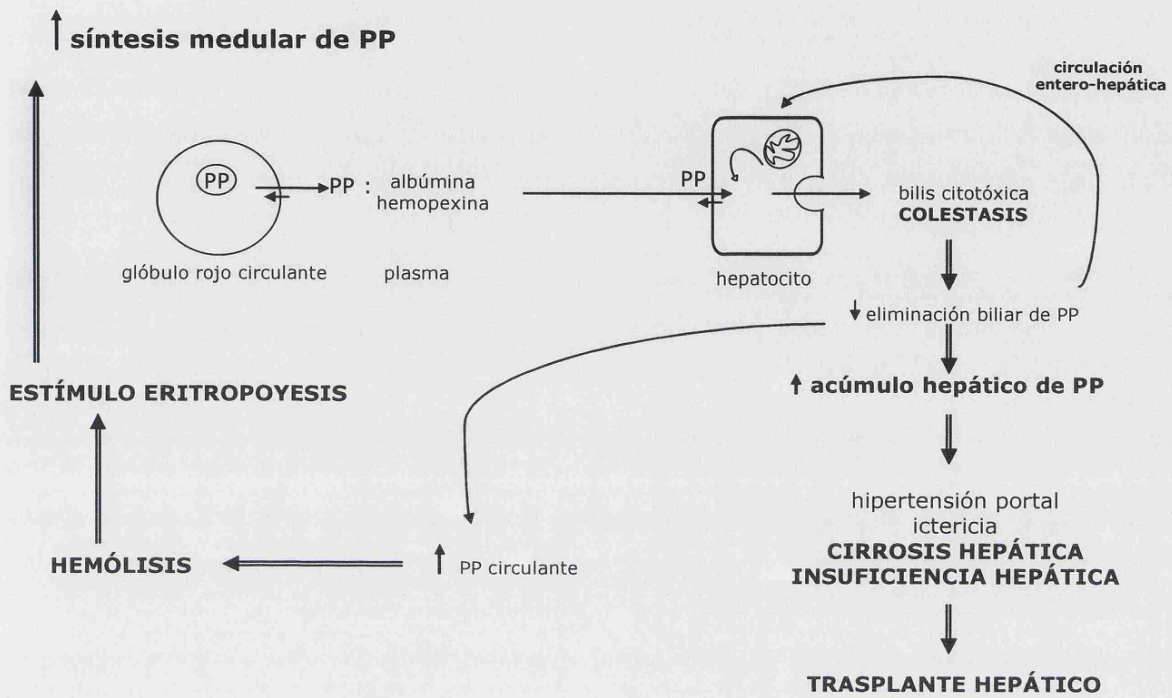 ↑ síntesis medular de PP
circulación
entero-hepática
PP
PP : albúmina
hemopexina
PP
bilis citotóxica
COLESTASIS
glóbulo rojo circulante
plasma
hepatocito
↓ eliminación biliar de PP
↑ acúmulo hepático de PP
ESTÍMULO ERITROPOYESIS
hipertensión portal
ictericia
CIRROSIS HEPÁTICA
INSUFICIENCIA HEPÁTICA
HEMÓLISIS
↑ PP circulante
TRASPLANTE HEPÁTICO